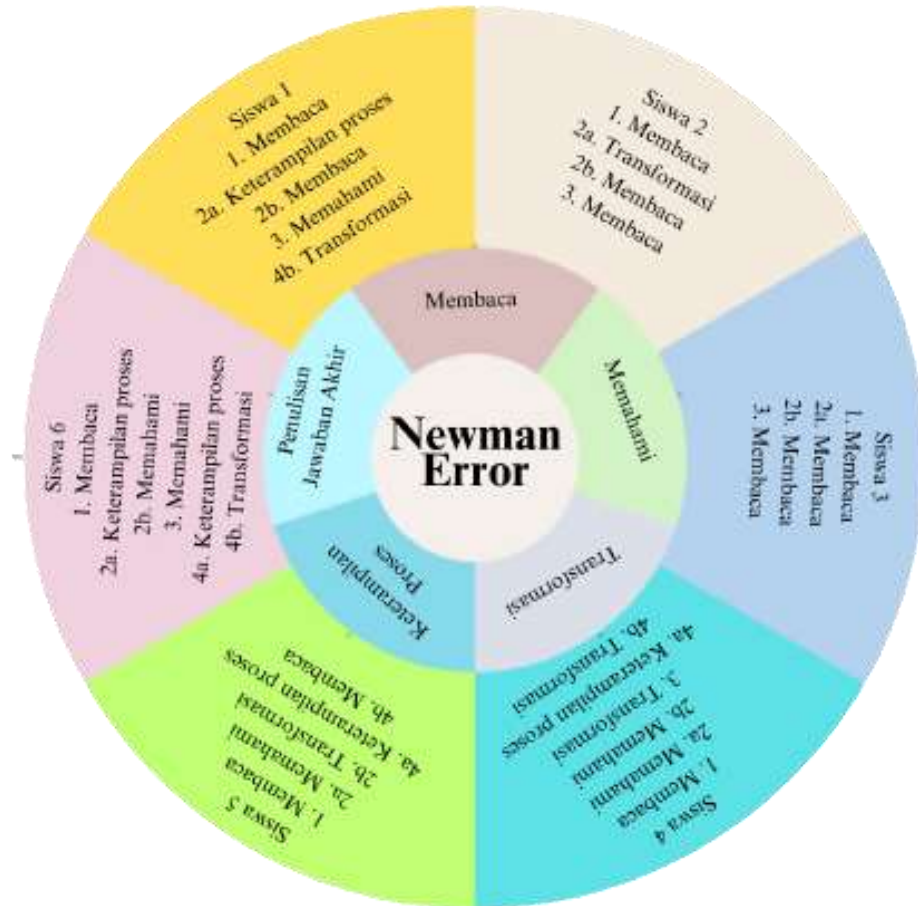 Newman
Error
Membaca
Memahami
Transformasi
Keterampilan
Proses
Penulisan
Jawaban Akhir
Siswa 1
1. Membaca
2a. Keterampilan proses
2b. Membaca
3. Memahami
4b. Transformasi
Siswa 2
1. Membaca
2a. Transformasi
2b. Membaca
3. Membaca
Siswa 3
1. Membaca
2a. Membaca
2b. Membaca
3. Membaca
Siswa 4
1. Membaca
2a. Memahami
2b. Memahami
3. Transformasi
4a. Keterampilan proses
4b. Transformasi
Siswa 5
1. Membaca
2a. Memahami
2b. Transformasi
4a. Keterampilan proses
4b. Membaca
Siswa 6
1. Membaca
2a. Keterampilan proses
2b. Memahami
3. Memahami
4a. Keterampilan proses
4b. Transformasi